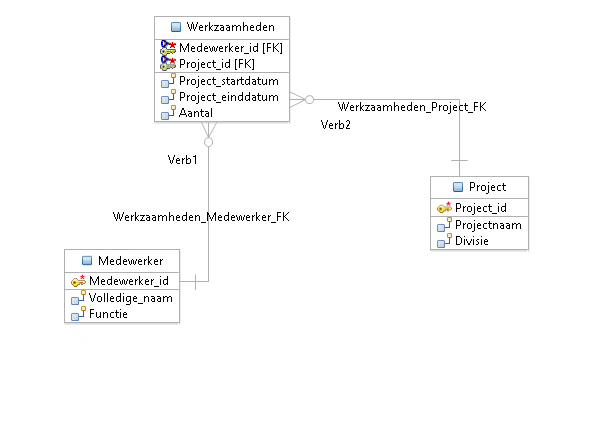 Werkzaamheden
Medewerker_id [FK]
Project_id [FK]
Project_startdatum
Project_einddatum
Aantal
Werkzaamheden_Project_FK
Verb2
Verb1
Project
Project_id
Projectnaam
Divisie
Werkzaamheden_Medewerker_FK
Medewerker
Medewerker_id
Volledige_naam
Functie